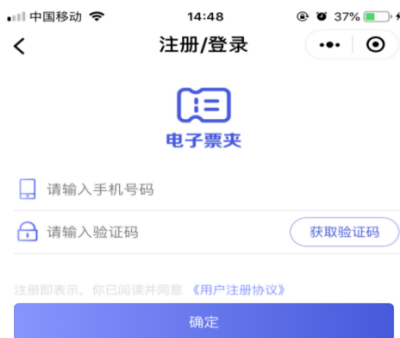 中国移动 14:48 37%
注册/登录
电子票夹
请输入手机号码
请输入验证码 获取验证码
注册即表示，你已阅读并同意 《用户注册协议》
确定